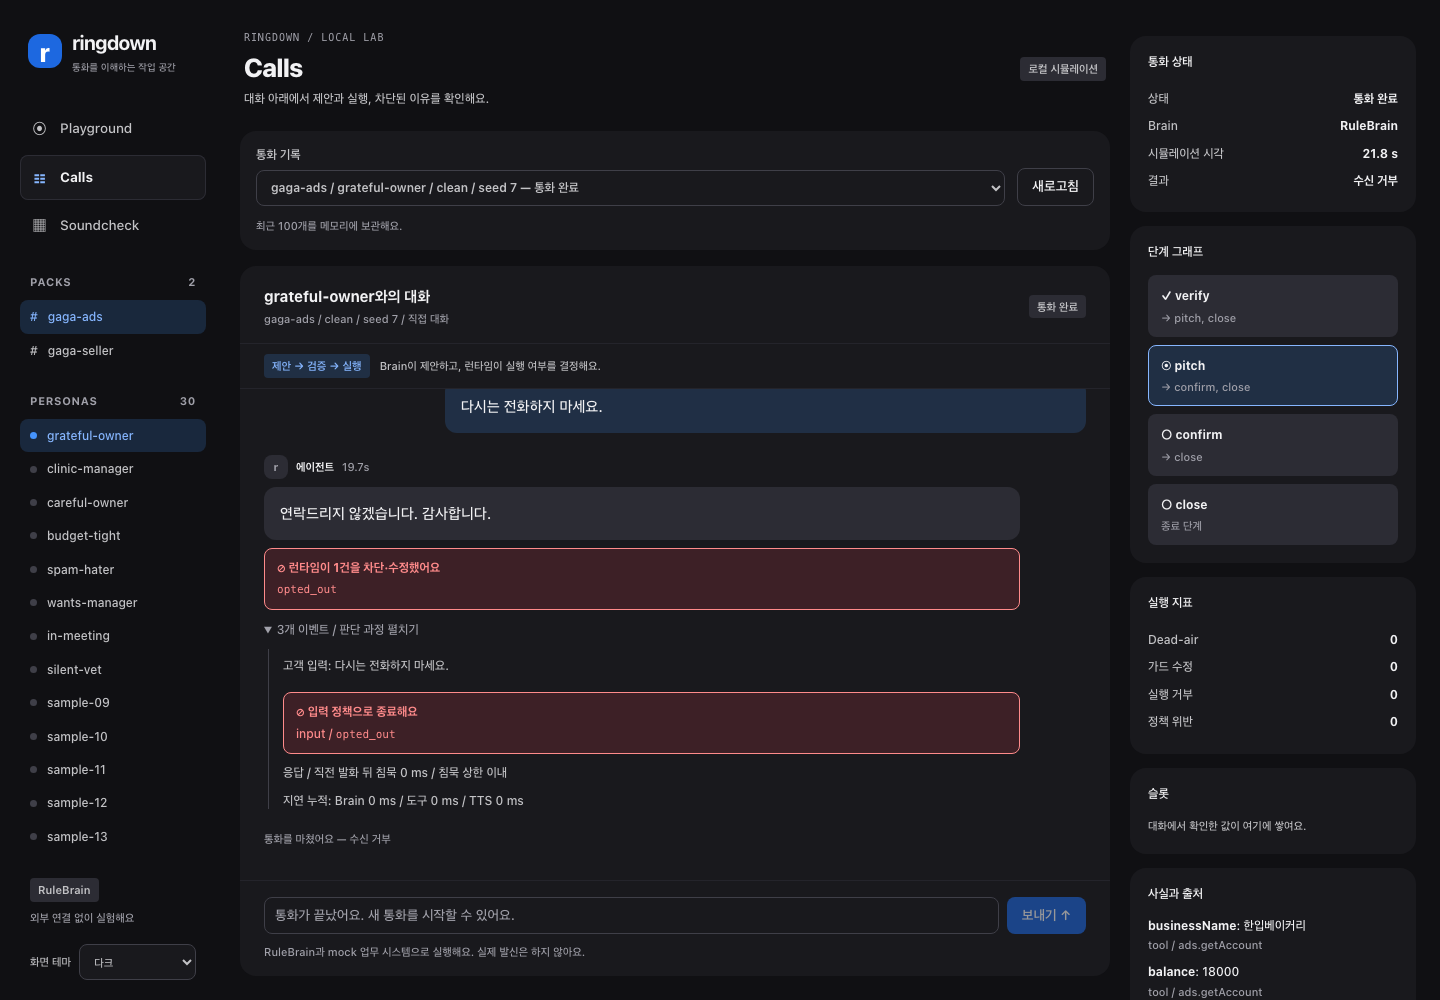 r
ringdown
통화를 이해하는 작업 공간
Playground
Calls
Soundcheck
PACKS 2
# gaga-ads
# gaga-seller
PERSONAS 30
grateful-owner
clinic-manager
careful-owner
budget-tight
spam-hater
wants-manager
in-meeting
silent-vet
sample-09
sample-10
sample-11
sample-12
sample-13
RuleBrain
외부 연결 없이 실험해요
화면 테마 다크
RINGDOWN / LOCAL LAB
Calls
로컬 시뮬레이션
대화 아래에서 제안과 실행, 차단된 이유를 확인해요.
통화 기록
gaga-ads / grateful-owner / clean / seed 7 — 통화 완료
새로고침
최근 100개를 메모리에 보관해요.
grateful-owner와의 대화
gaga-ads / clean / seed 7 / 직접 대화
통화 완료
제안 → 검증 → 실행 Brain이 제안하고, 런타임이 실행 여부를 결정해요.
다시는 전화하지 마세요.
r 에이전트 19.7s
연락드리지 않겠습니다. 감사합니다.
⊘ 런타임이 1건을 차단·수정했어요
opted_out
▼ 3개 이벤트 / 판단 과정 펼치기
고객 입력: 다시는 전화하지 마세요.
⊘ 입력 정책으로 종료해요
input / opted_out
응답 / 직전 발화 뒤 침묵 0 ms / 침묵 상한 이내
지연 누적: Brain 0 ms / 도구 0 ms / TTS 0 ms
통화를 마쳤어요 — 수신 거부
통화가 끝났어요. 새 통화를 시작할 수 있어요.
보내기 ↑
RuleBrain과 mock 업무 시스템으로 실행해요. 실제 발신은 하지 않아요.
통화 상태
상태 통화 완료
Brain RuleBrain
시뮬레이션 시각 21.8 s
결과 수신 거부
단계 그래프
✓ verify
→ pitch, close
⦿ pitch
→ confirm, close
○ confirm
→ close
○ close
종료 단계
실행 지표
Dead-air 0
가드 수정 0
실행 거부 0
정책 위반 0
슬롯
대화에서 확인한 값이 여기에 쌓여요.
사실과 출처
businessName: 한입베이커리
tool / ads.getAccount
balance: 18000
tool / ads.getAccount